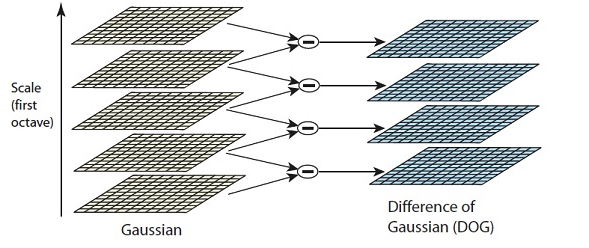 Scale
(first
octave)
Gaussian
Difference of
Gaussian (DOG)